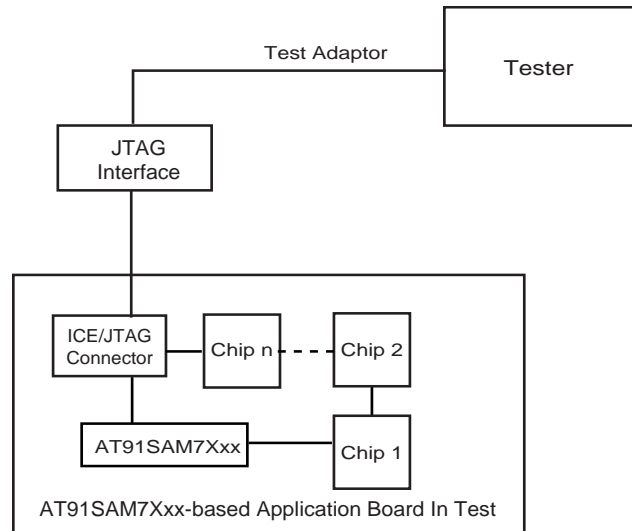 Test Adaptor
Tester
JTAG
Interface
ICE/JTAG
Connector
Chip n
Chip 2
AT91SAM7Xxx
Chip 1
AT91SAM7Xxx-based Application Board In Test